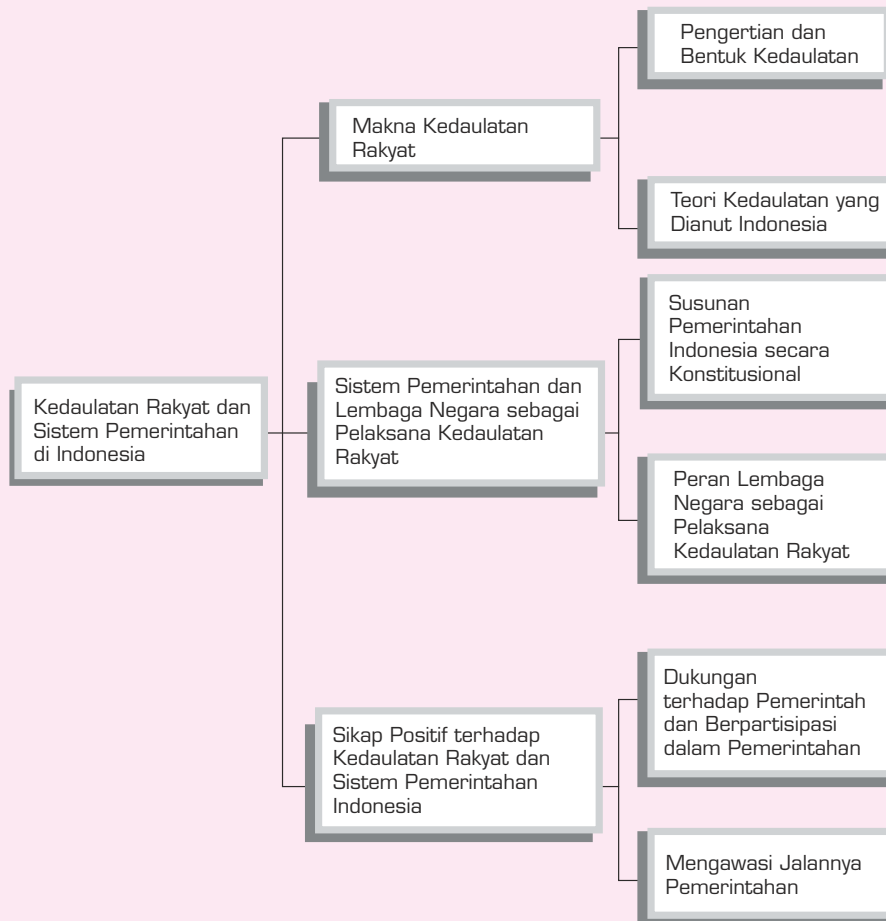 Kedaulatan Rakyat dan
Sistem Pemerintahan
di Indonesia
Makna Kedaulatan
Rakyat
Pengertian dan
Bentuk Kedaulatan
Teori Kedaulatan yang
Dianut Indonesia
Sistem Pemerintahan dan
Lembaga Negara sebagai
Pelaksana Kedaulatan
Rakyat
Susunan
Pemerintahan
Indonesia secara
Konstitusional
Peran Lembaga
Negara sebagai
Pelaksana
Kedaulatan Rakyat
Sikap Positif terhadap
Kedaulatan Rakyat dan
Sistem Pemerintahan
Indonesia
Dukungan
terhadap Pemerintah
dan Berpartisipasi
dalam Pemerintahan
Mengawasi Jalannya
Pemerintahan